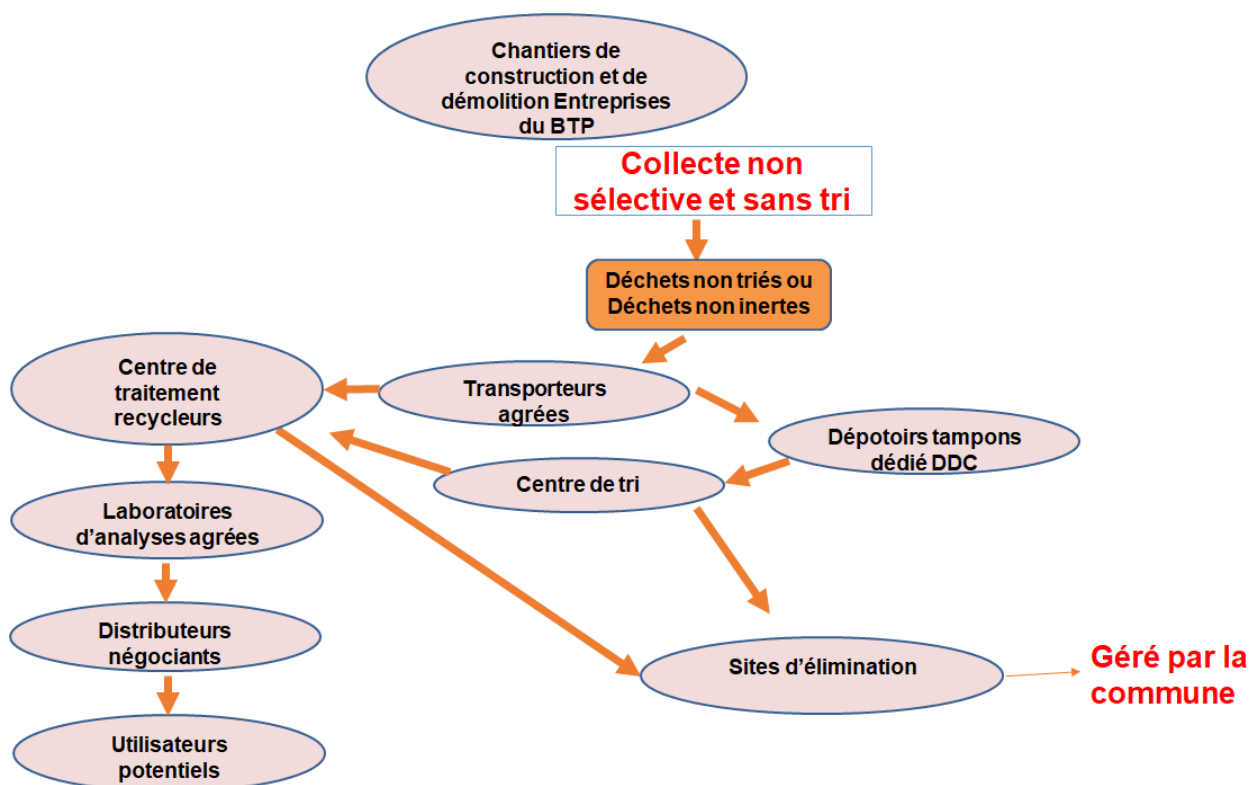 Chantiers de
construction et de
démolition Entreprises
du BTP
Collecte non
sélective et sans tri
Déchets non triés ou
Déchets non inertes
Centre de
traitement
recycleurs
Transporteurs
agrées
Dépotoirs tampons
dédié DDC
Centre de tri
Laboratoires
d'analyses agrées
Distributeurs
négociants
Sites d'élimination
Géré par la
commune
Utilisateurs
potentiels